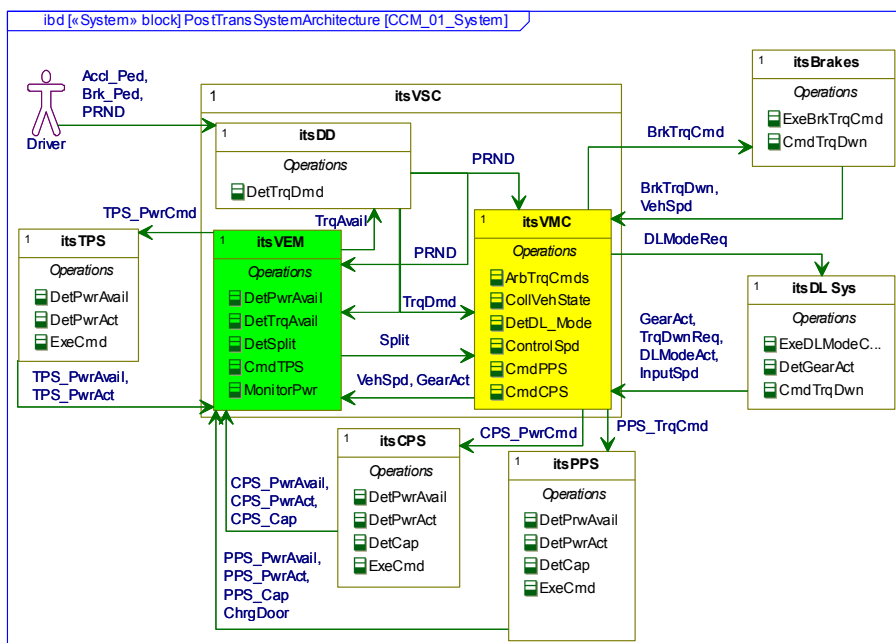 ibd [«System» block] PostTransSystemArchitecture [CCM_01_System]
Accl_Ped,
Brk_Ped,
PRND
Driver
1
itsVSC
1
itsDD
Operations
DetTrqDmd
PRND
BrkTrqCmd
1
itsBrakes
Operations
ExeBrkTrqCmd
CmdTrqDwn
BrkTrqDwn,
VehSpd
TPS_PwrCmd
TrqAvail
PRND
DLModeReq
1
itsTPS
Operations
DetPwrAvail
DetPwrAct
ExeCmd
1
itsVEM
Operations
DetPwrAvail
DetTrqAvail
DetSplit
CmdTPS
MonitorPwr
TrqDmd
Split
VehSpd, GearAct
1
itsVMC
Operations
ArbTrqCmds
CollVehState
DetDL_Mode
ControlSpd
CmdPPS
CmdCPS
GearAct,
TrqDwnReq,
DLModeAct,
InputSpd
1
itsDL Sys
Operations
ExeDLModeC...
DetGearAct
CmdTrqDwn
TPS_PwrAvail,
TPS_PwrAct
CPS_PwrCmd
PPS_TrqCmd
CPS_PwrAvail,
CPS_PwrAct,
CPS_Cap
1
itsCPS
Operations
DetPwrAvail
DetPwrAct
DetCap
ExeCmd
1
itsPPS
Operations
DetPrwAvail
DetPwrAct
DetCap
ExeCmd
PPS_PwrAvail,
PPS_PwrAct,
PPS_Cap
ChrgDoor